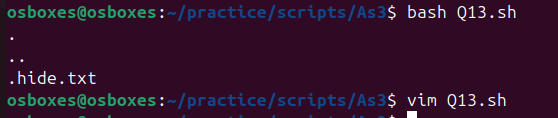 osboxes@osboxes:~/practice/scripts/As3$ bash Q13.sh
.
..
.hide.txt
osboxes@osboxes:~/practice/scripts/As3$ vim Q13.sh